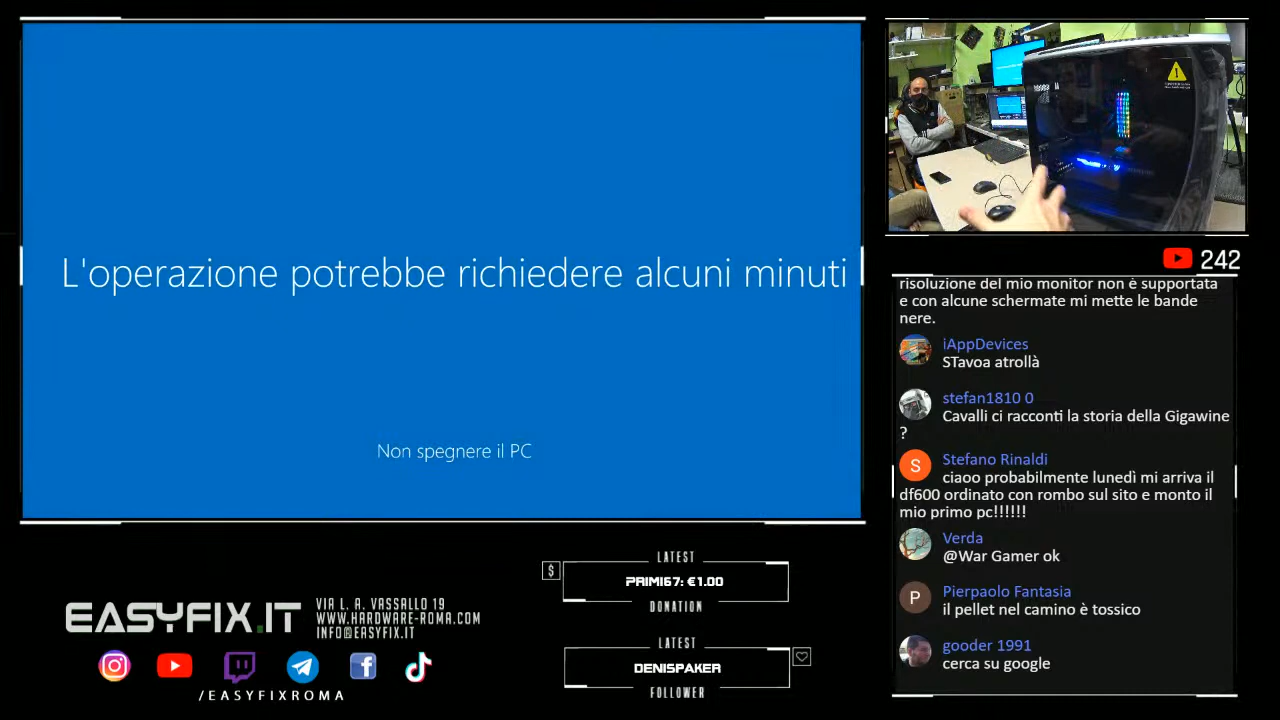 L'operazione potrebbe richiedere alcuni minuti
Non spegnere il PC
242
risoluzione del mio monitor non è supportata
e con alcune schermate mi mette le bande
nere.
iAppDevices
STavoa atrollà
stefan1810 0
Cavalli ci racconti la storia della Gigawine
?
S
Stefano Rinaldi
ciaoo probabilmente lunedì mi arriva il
df600 ordinato con rombo sul sito e monto il
mio primo pc!!!!!!
Verda
@War Gamer ok
P
Pierpaolo Fantasia
il pellet nel camino è tossico
gooder 1991
cerca su google
EASYFIX.IT
VIA L. A. VASSALLO 19
WWW.HARDWARE-ROMA.COM
INFO@EASYFIX.IT
/EASYFIXROMA
$
LATEST
PRIMI67: €1.00
DONATION
LATEST
DENISPAKER
FOLLOWER